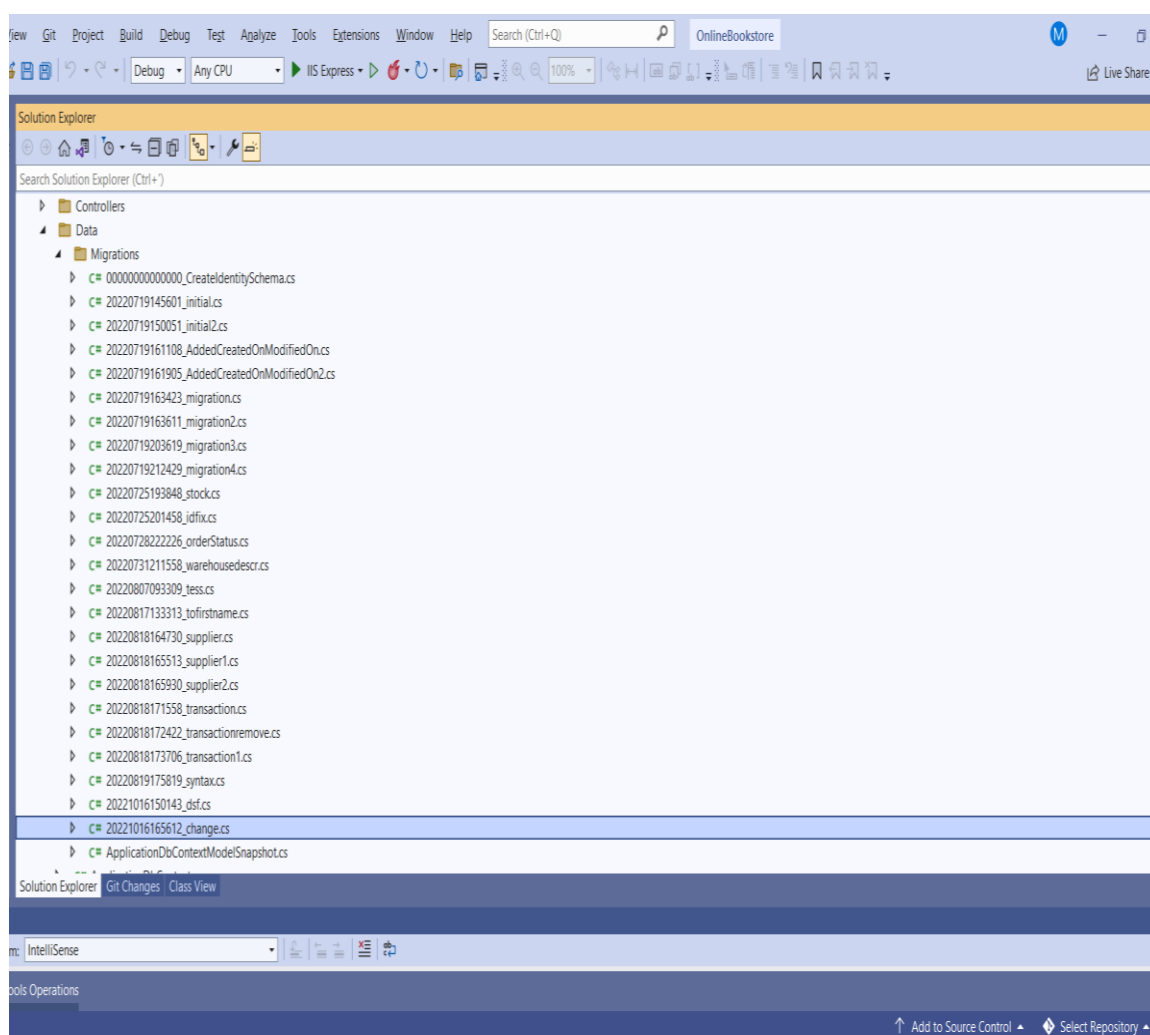 View Git Project Build Debug Test Analyze Tools Extensions Window Help Search (Ctrl+Q) OnlineBookstore M
Debug Any CPU IIS Express 100% Live Share
Solution Explorer
Search Solution Explorer (Ctrl+')
Controllers
Data
Migrations
C# 00000000000000_CreateIdentitySchema.cs
C# 20220719145601_initial.cs
C# 20220719150051_initial2.cs
C# 20220719161108_AddedCreatedOnModifiedOn.cs
C# 20220719161905_AddedCreatedOnModifiedOn2.cs
C# 20220719163423_migration.cs
C# 20220719163611_migration2.cs
C# 20220719203619_migration3.cs
C# 20220719212429_migration4.cs
C# 20220725193848_stock.cs
C# 20220725201458_idfix.cs
C# 20220728222226_orderStatus.cs
C# 20220731211558_warehousedescr.cs
C# 20220807093309_tess.cs
C# 20220817133313_tofirstname.cs
C# 20220818164730_supplier.cs
C# 20220818165513_supplier1.cs
C# 20220818165930_supplier2.cs
C# 20220818171558_transaction.cs
C# 20220818172422_transactionremove.cs
C# 20220818173706_transaction1.cs
C# 20220819175819_syntax.cs
C# 20221016150143_dsf.cs
C# 20221016165612_change.cs
C# ApplicationDbContextModelSnapshot.cs
Solution Explorer Git Changes Class View
m: IntelliSense
ools Operations
Add to Source Control Select Repository